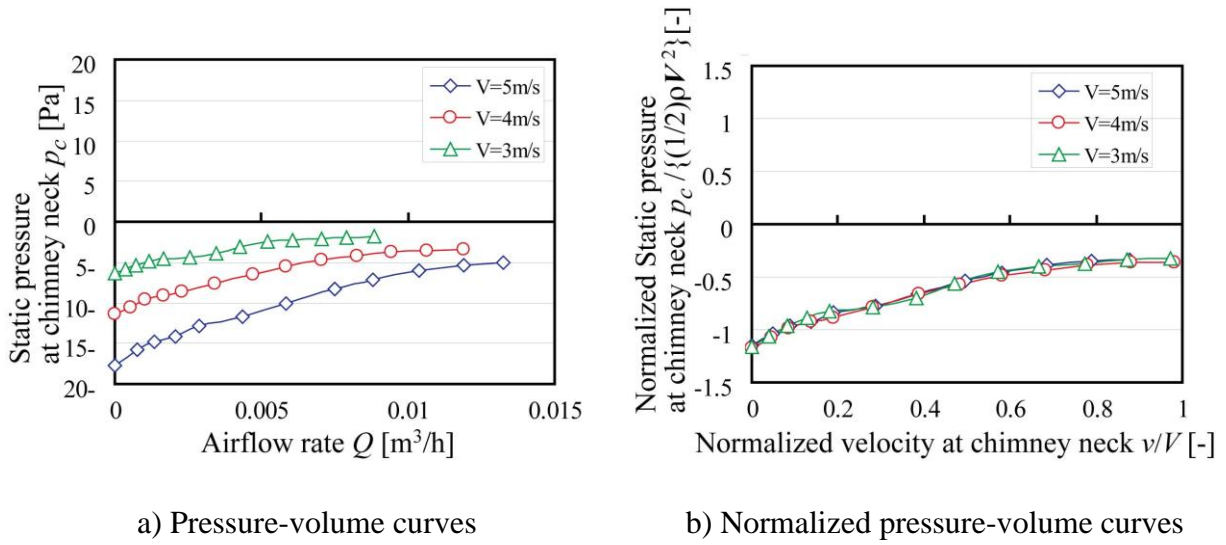 20
15
10
5
0
5-
10-
15-
20-
Static pressure
at chimney neck p_c [Pa]
V=5m/s
V=4m/s
V=3m/s
0
0.005
0.01
0.015
Airflow rate Q [m³/h]
a) Pressure-volume curves
1.5
1
0.5
0
-0.5
-1
-1.5
Normalized Static pressure
at chimney neck p_c /{(1/2)ρV²}[-]
V=5m/s
V=4m/s
V=3m/s
0
0.2
0.4
0.6
0.8
1
Normalized velocity at chimney neck v/V [-]
b) Normalized pressure-volume curves